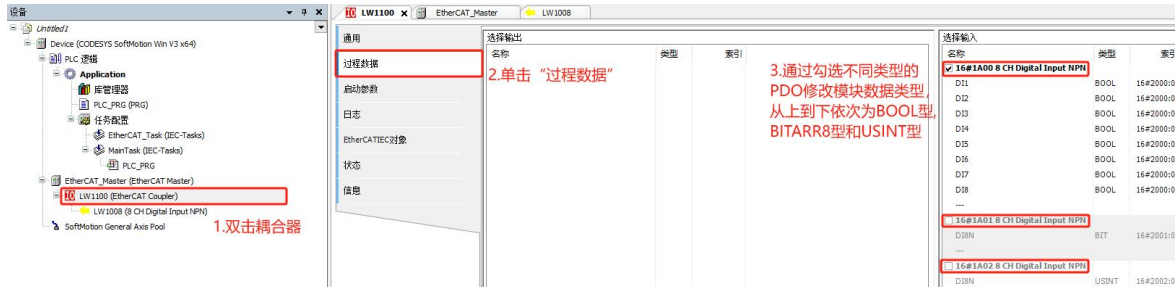 设备
Untitled1
Device (CODESYS SoftMotion Win V3 x64)
PLC 逻辑
Application
库管理器
PLC_PRG (PRG)
任务配置
EtherCAT_Task (IEC-Tasks)
MainTask (IEC-Tasks)
PLC_PRG
EtherCAT_Master (EtherCAT Master)
LW1100 (EtherCAT Coupler)
LW1008 (8 CH Digital Input NPN)
SoftMotion General Axis Pool
1.双击耦合器
LW1100
EtherCAT_Master
LW1008
通用
过程数据
启动参数
日志
EtherCATIEC对象
状态
信息
选择输出
名称 类型 索引
2.单击“过程数据”
3.通过勾选不同类型的
PDO修改模块数据类型,
从上到下依次为BOOL型,
BITARR8型和USINT型
选择输入
名称 类型 索引
16#1A00 8 CH Digital Input NPN
DI1 BOOL 16#2000:0
DI2 BOOL 16#2000:0
DI3 BOOL 16#2000:0
DI4 BOOL 16#2000:0
DI5 BOOL 16#2000:0
DI6 BOOL 16#2000:0
DI7 BOOL 16#2000:0
DI8 BOOL 16#2000:0
---
16#1A01 8 CH Digital Input NPN
DI8N BIT 16#2001:0
---
16#1A02 8 CH Digital Input NPN
DI8N USINT 16#2002:0